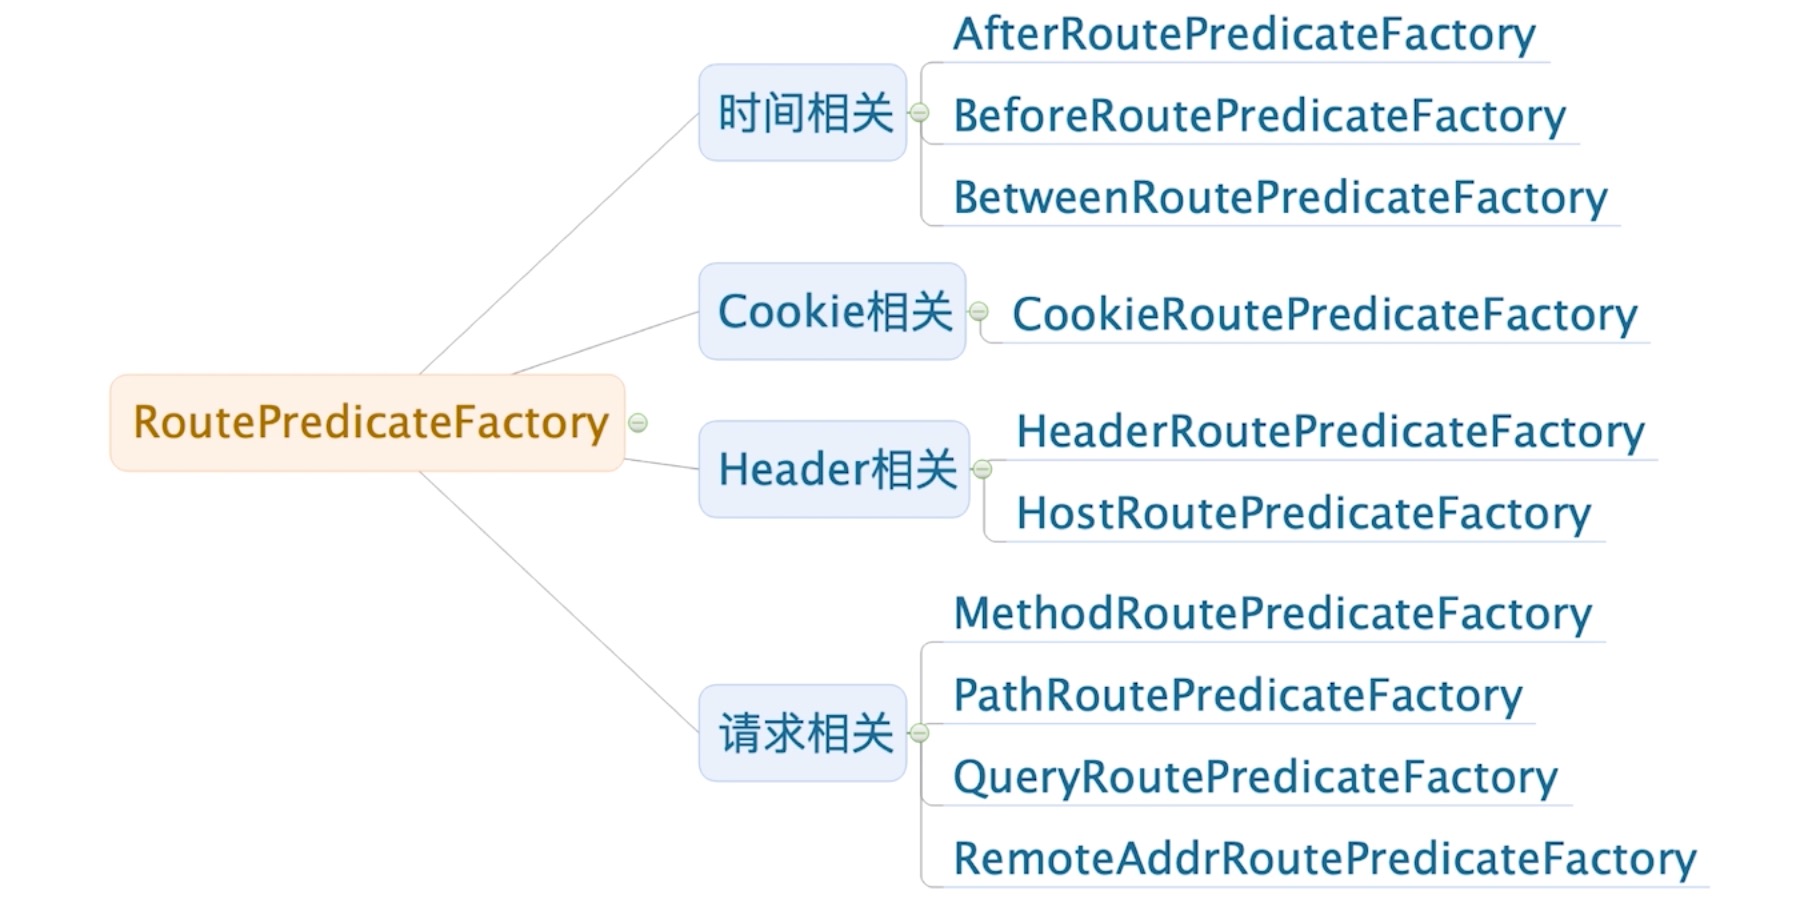 RoutePredicateFactory
时间相关
AfterRoutePredicateFactory
BeforeRoutePredicateFactory
BetweenRoutePredicateFactory
Cookie相关
CookieRoutePredicateFactory
Header相关
HeaderRoutePredicateFactory
HostRoutePredicateFactory
请求相关
MethodRoutePredicateFactory
PathRoutePredicateFactory
QueryRoutePredicateFactory
RemoteAddrRoutePredicateFactory